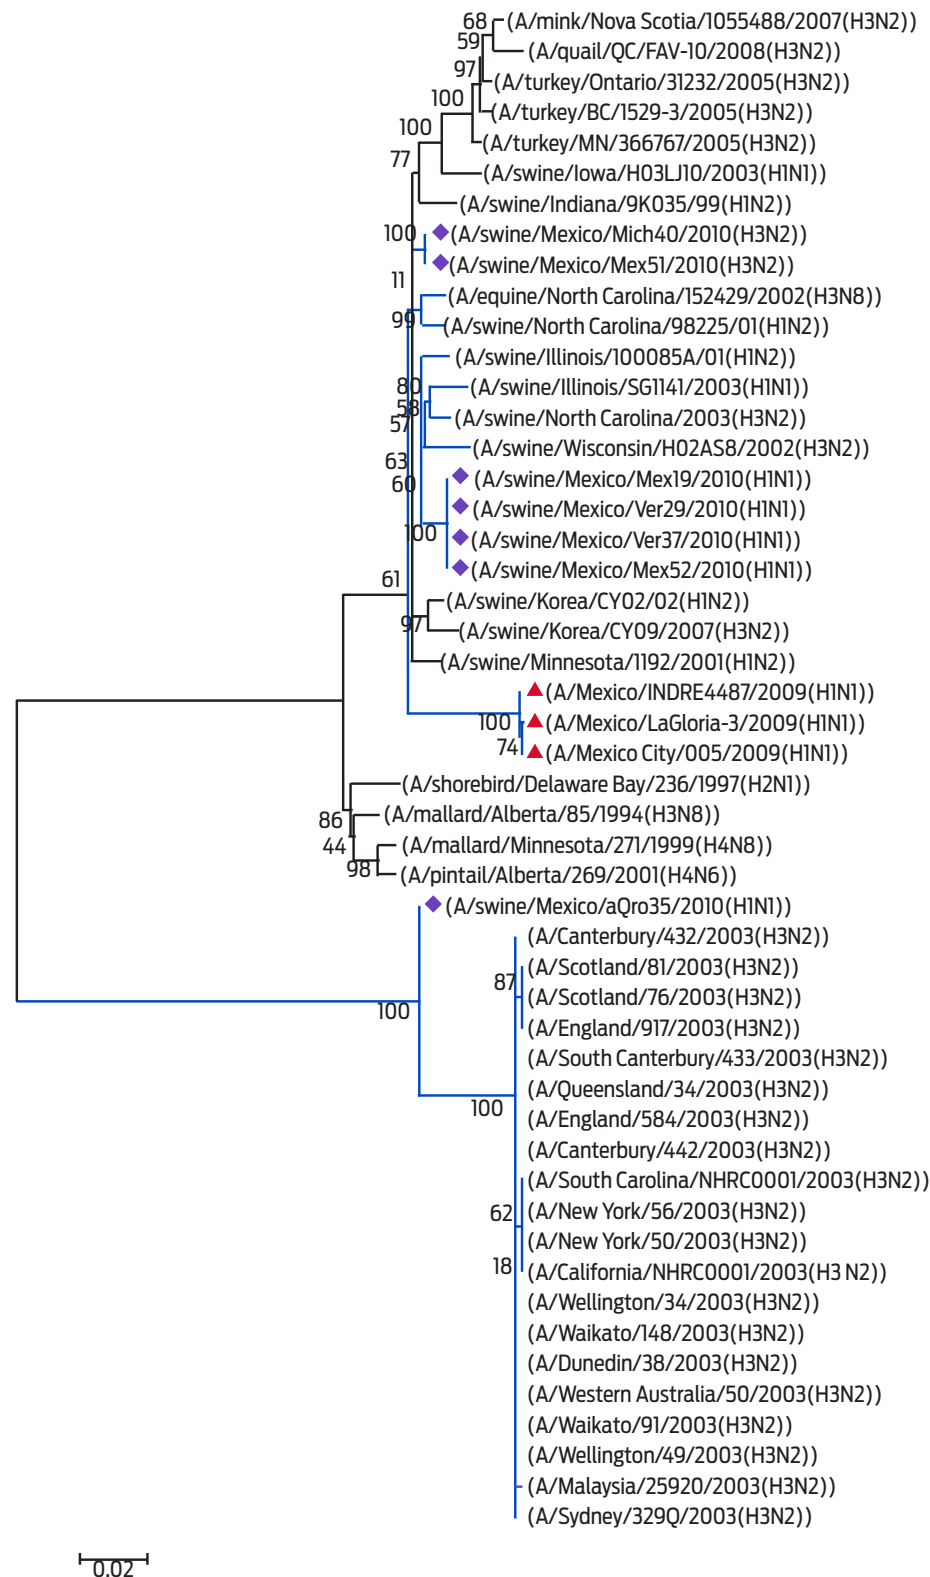 68 (A/mink/Nova Scotia/1055488/2007(H3N2))
59
(A/quail/QC/FAV-10/2008(H3N2))
97
(A/turkey/Ontario/31232/2005(H3N2))
100
(A/turkey/BC/1529-3/2005(H3N2))
100
(A/turkey/MN/366767/2005(H3N2))
77
(A/swine/Iowa/H03LJ10/2003(H1N1))
(A/swine/Indiana/9K035/99(H1N2))
100 (A/swine/Mexico/Mich40/2010(H3N2))
(A/swine/Mexico/Mex51/2010(H3N2))
11
(A/equine/North Carolina/152429/2002(H3N8))
99 (A/swine/North Carolina/98225/01(H1N2))
(A/swine/Illinois/100085A/01(H1N2))
80 (A/swine/Illinois/SG1141/2003(H1N1))
58
57 (A/swine/North Carolina/2003(H3N2))
(A/swine/Wisconsin/H02AS8/2002(H3N2))
63
60 (A/swine/Mexico/Mex19/2010(H1N1))
(A/swine/Mexico/Ver29/2010(H1N1))
100 (A/swine/Mexico/Ver37/2010(H1N1))
(A/swine/Mexico/Mex52/2010(H1N1))
61
(A/swine/Korea/CY02/02(H1N2))
97 (A/swine/Korea/CY09/2007(H3N2))
(A/swine/Minnesota/1192/2001(H1N2))
(A/Mexico/INDRE4487/2009(H1N1))
100 (A/Mexico/LaGloria-3/2009(H1N1))
74 (A/Mexico City/005/2009(H1N1))
(A/shorebird/Delaware Bay/236/1997(H2N1))
86 (A/mallard/Alberta/85/1994(H3N8))
44 (A/mallard/Minnesota/271/1999(H4N8))
98 (A/pintail/Alberta/269/2001(H4N6))
(A/swine/Mexico/aQro35/2010(H1N1))
(A/Canterbury/432/2003(H3N2))
(A/Scotland/81/2003(H3N2))
87
(A/Scotland/76/2003(H3N2))
100
(A/England/917/2003(H3N2))
(A/South Canterbury/433/2003(H3N2))
(A/Queensland/34/2003(H3N2))
100
(A/England/584/2003(H3N2))
(A/Canterbury/442/2003(H3N2))
(A/South Carolina/NHRC0001/2003(H3N2))
62 (A/New York/56/2003(H3N2))
(A/New York/50/2003(H3N2))
18 (A/California/NHRC0001/2003(H3 N2))
(A/Wellington/34/2003(H3N2))
(A/Waikato/148/2003(H3N2))
(A/Dunedin/38/2003(H3N2))
(A/Western Australia/50/2003(H3N2))
(A/Waikato/91/2003(H3N2))
(A/Wellington/49/2003(H3N2))
(A/Malaysia/25920/2003(H3N2))
(A/Sydney/329Q/2003(H3N2))
0.02